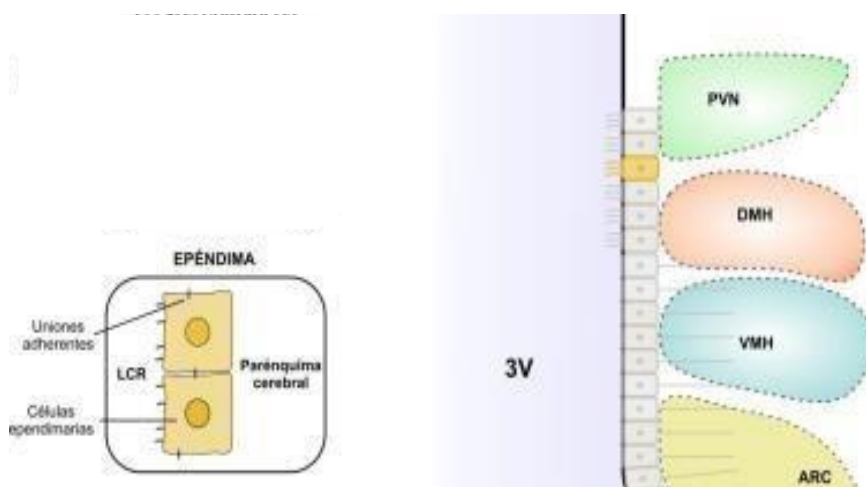 EPÉNDIMA
Uniones
adherentes
LCR
Parénquima
cerebral
Células
ependimarias
3V
PVN
DMH
VMH
ARC